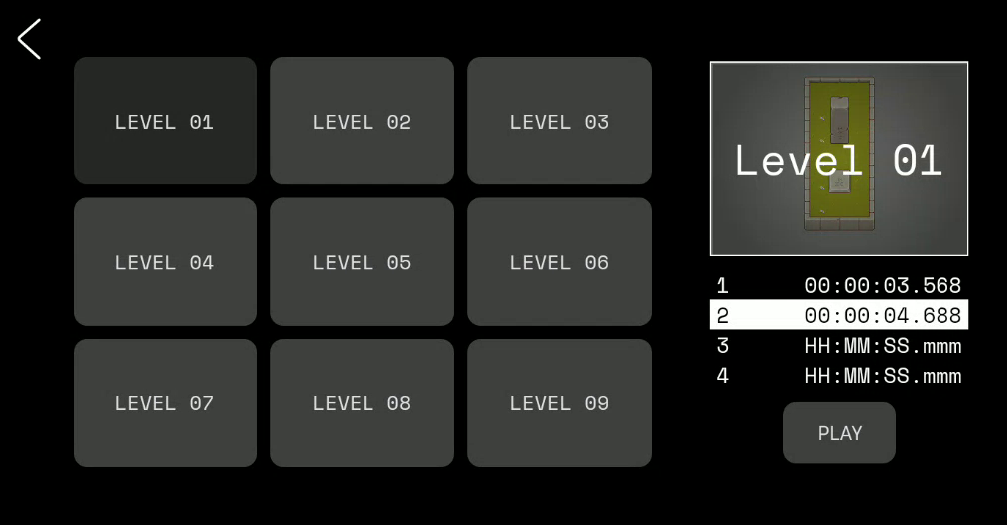 LEVEL 01
LEVEL 02
LEVEL 03
LEVEL 04
LEVEL 05
LEVEL 06
LEVEL 07
LEVEL 08
LEVEL 09
Level 01
1 00:00:03.568
2 00:00:04.688
3 HH:MM:SS.mmm
4 HH:MM:SS.mmm
PLAY